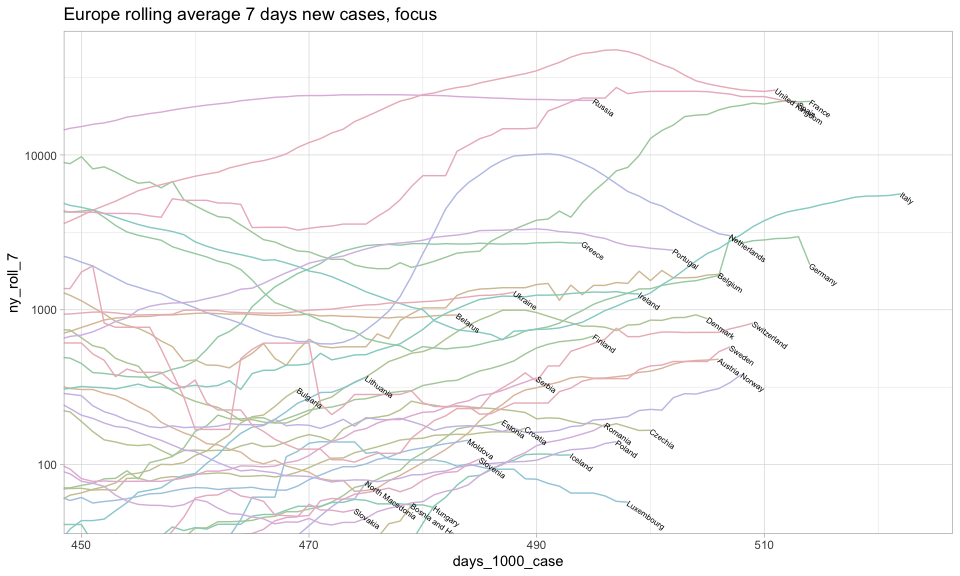 Europe rolling average 7 days new cases, focus
ny_roll_7
10000
1000
100
Russia
United Kingdom
Spain
France
Italy
Greece
Portugal
Netherlands
Germany
Belgium
Ireland
Ukraine
Belarus
Denmark
Switzerland
Finland
Sweden
Austria
Norway
Serbia
Lithuania
Bulgaria
Estonia
Croatia
Romania
Poland
Czechia
Moldova
Slovenia
Iceland
Luxembourg
North Macedonia
Slovakia
Bosnia and He
Hungary
450
470
490
510
days_1000_case